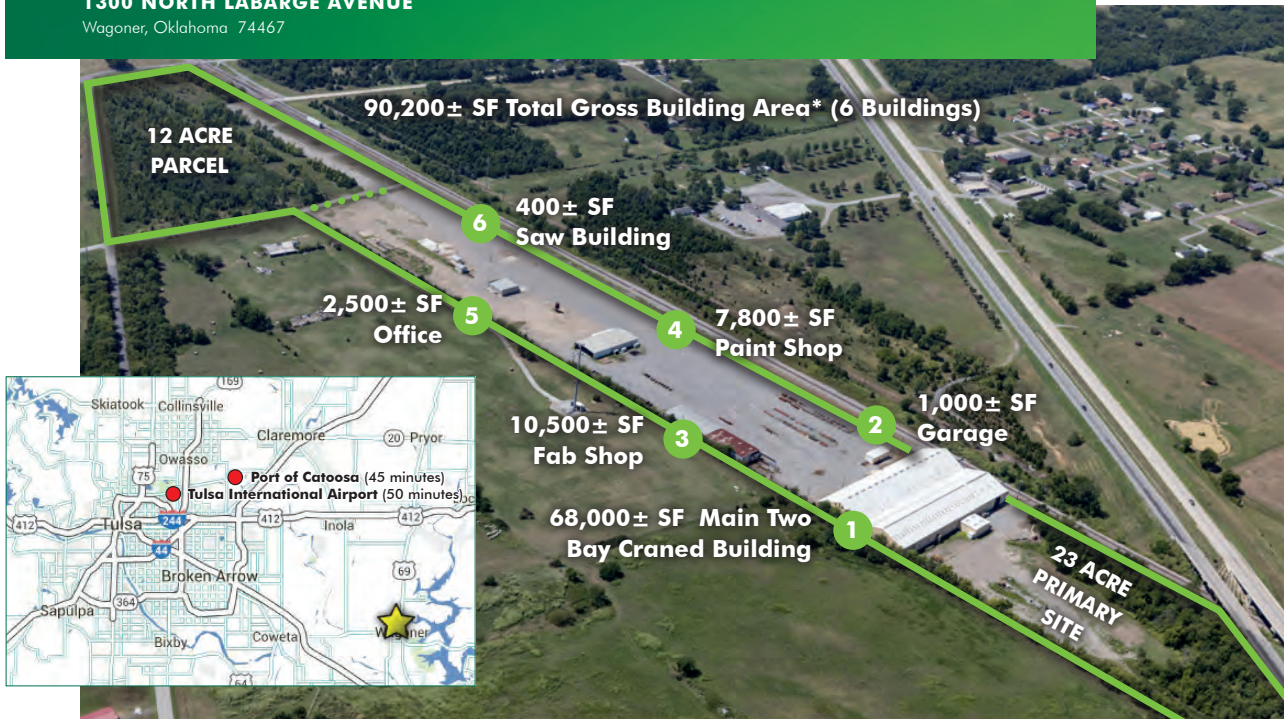 1300 NORTH LABARGE AVENUE
Wagoner, Oklahoma 74467
90,200± SF Total Gross Building Area* (6 Buildings)
12 ACRE
PARCEL
6
400± SF
Saw Building
2,500± SF
Office
5
4
7,800± SF
Paint Shop
10,500± SF
Fab Shop
3
2
1,000± SF
Garage
68,000± SF Main Two
Bay Craned Building
1
23 ACRE
PRIMARY
SITE
169
Skiatook
Collinsville
Claremore
20
Pryor
Owasso
75
Port of Catoosa (45 minutes)
Tulsa International Airport (50 minutes)
412
Tulsa
244
412
Inola
412
44
Broken Arrow
69
Sapulpa
364
Bixby
Coweta
Wagoner
64